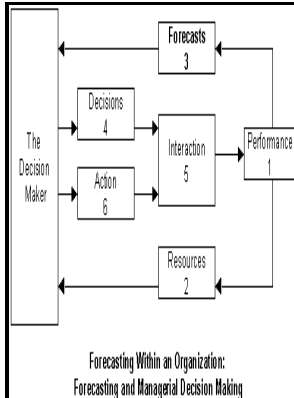 Forecasts
3
Decisions
4
The
Decision
Maker
Interaction
5
Performance
1
Action
6
Resources
2
Forecasting Within an Organization:
Forecasting and Managerial Decision Making